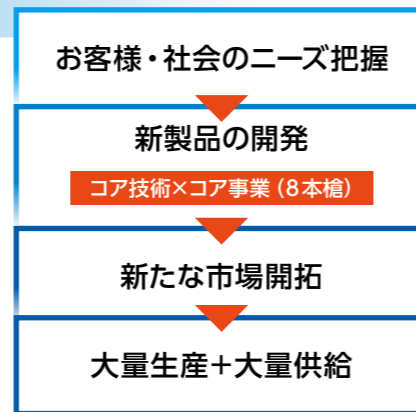 お客様・社会のニーズ把握
新製品の開発
コア技術×コア事業（8本槍）
新たな市場開拓
大量生産＋大量供給